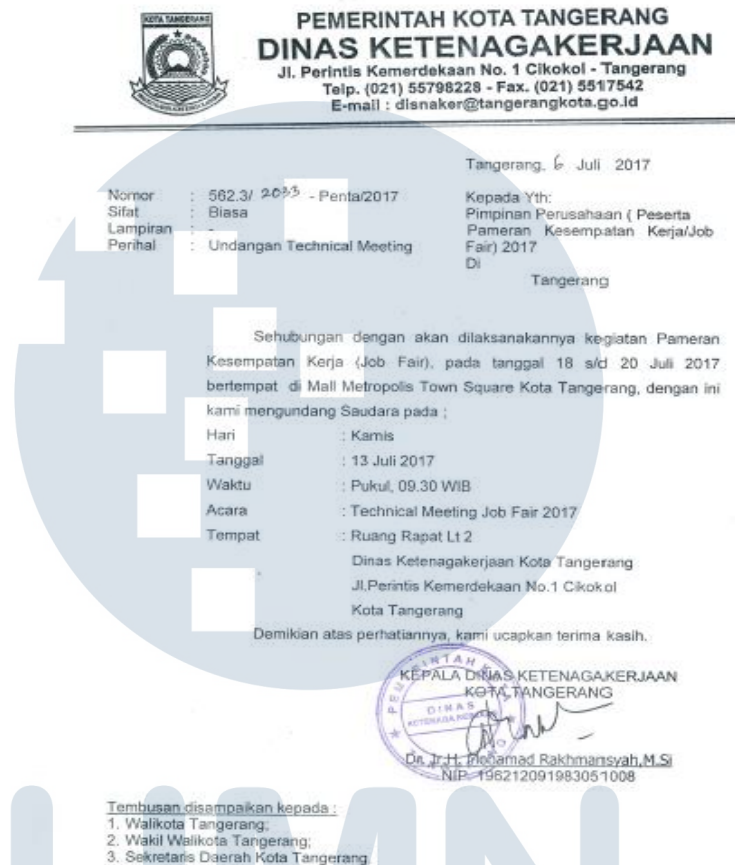 KOTA TANGERANG
PEMERINTAH KOTA TANGERANG
DINAS KETENAGAKERJAAN
Jl. Perintis Kemerdekaan No. 1 Cikokol - Tangerang
Telp. (021) 55798228 - Fax. (021) 5517542
E-mail : disnaker@tangerangkota.go.id
Tangerang, 6 Juli 2017
Nomor : 562.3/ 2033 - Penta/2017
Sifat : Biasa
Lampiran : -
Perihal : Undangan Technical Meeting
Kepada Yth:
Pimpinan Perusahaan ( Peserta
Pameran Kesempatan Kerja/Job
Fair) 2017
Di
Tangerang
Sehubungan dengan akan dilaksanakannya kegiatan Pameran
Kesempatan Kerja (Job Fair), pada tanggal 18 s/d 20 Juli 2017
bertempat di Mall Metropolis Town Square Kota Tangerang, dengan ini
kami mengundang Saudara pada ;
Hari : Kamis
Tanggal : 13 Juli 2017
Waktu : Pukul, 09.30 WIB
Acara : Technical Meeting Job Fair 2017
Tempat : Ruang Rapat Lt 2
Dinas Ketenagakerjaan Kota Tangerang
Jl,Perintis Kemerdekaan No.1 Cikokol
Kota Tangerang
Demikian atas perhatiannya, kami ucapkan terima kasih.
KEPALA DINAS KETENAGAKERJAAN
KOTA TANGERANG
PEMERINTAH KOTA
DINAS
Dr. Ir.H. Mohamad Rakhmansyah,M.Si
NIP. 196212091983051008
Tembusan disampaikan kepada :
1. Walikota Tangerang;
2. Wakil Walikota Tangerang;
3. Sekretaris Daerah Kota Tangerang
UMN